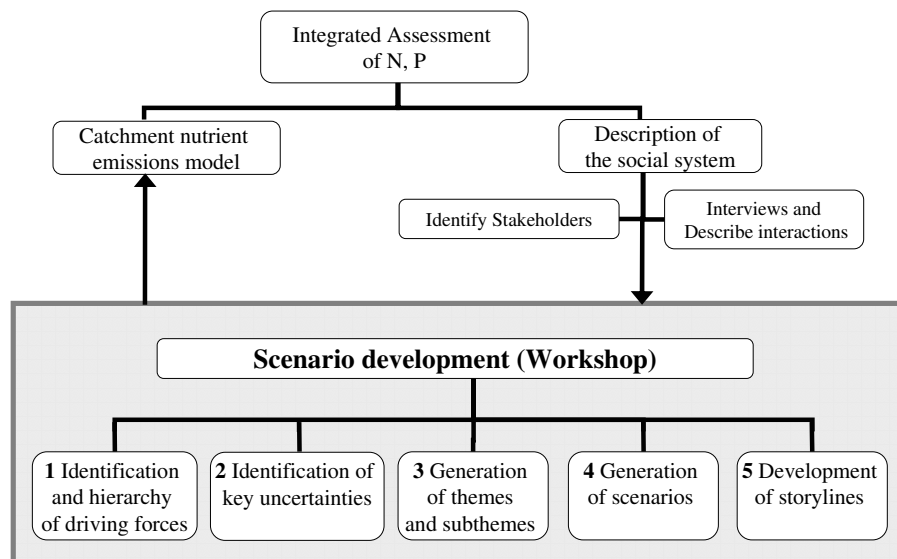 Integrated Assessment
of N, P
Catchment nutrient
emissions model
Description of
the social system
Identify Stakeholders
Interviews and
Describe interactions
Scenario development (Workshop)
1 Identification
and hierarchy
of driving forces
2 Identification of
key uncertainties
3 Generation
of themes
and subthemes
4 Generation
of scenarios
5 Development
of storylines